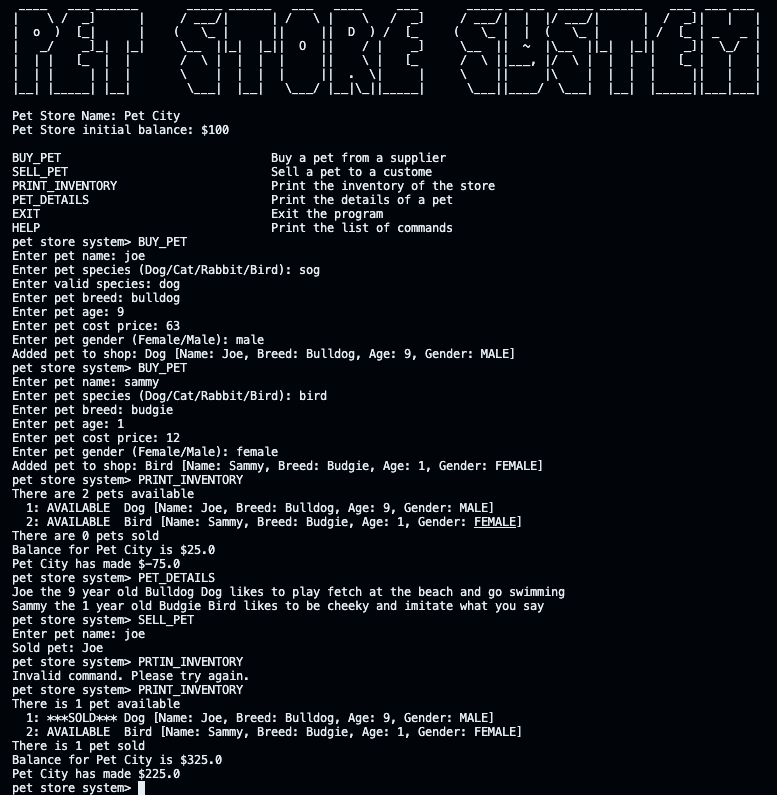 PET STORE SYSTEM
Pet Store Name: Pet City
Pet Store initial balance: $100
BUY_PET Buy a pet from a supplier
SELL_PET Sell a pet to a custome
PRINT_INVENTORY Print the inventory of the store
PET_DETAILS Print the details of a pet
EXIT Exit the program
HELP Print the list of commands
pet store system> BUY_PET
Enter pet name: joe
Enter pet species (Dog/Cat/Rabbit/Bird): sog
Enter valid species: dog
Enter pet breed: bulldog
Enter pet age: 9
Enter pet cost price: 63
Enter pet gender (Female/Male): male
Added pet to shop: Dog [Name: Joe, Breed: Bulldog, Age: 9, Gender: MALE]
pet store system> BUY_PET
Enter pet name: sammy
Enter pet species (Dog/Cat/Rabbit/Bird): bird
Enter pet breed: budgie
Enter pet age: 1
Enter pet cost price: 12
Enter pet gender (Female/Male): female
Added pet to shop: Bird [Name: Sammy, Breed: Budgie, Age: 1, Gender: FEMALE]
pet store system> PRINT_INVENTORY
There are 2 pets available
1: AVAILABLE Dog [Name: Joe, Breed: Bulldog, Age: 9, Gender: MALE]
2: AVAILABLE Bird [Name: Sammy, Breed: Budgie, Age: 1, Gender: FEMALE]
There are 0 pets sold
Balance for Pet City is $25.0
Pet City has made $-75.0
pet store system> PET_DETAILS
Joe the 9 year old Bulldog Dog likes to play fetch at the beach and go swimming
Sammy the 1 year old Budgie Bird likes to be cheeky and imitate what you say
pet store system> SELL_PET
Enter pet name: joe
Sold pet: Joe
pet store system> PRTIN_INVENTORY
Invalid command. Please try again.
pet store system> PRINT_INVENTORY
There is 1 pet available
1: ***SOLD*** Dog [Name: Joe, Breed: Bulldog, Age: 9, Gender: MALE]
2: AVAILABLE Bird [Name: Sammy, Breed: Budgie, Age: 1, Gender: FEMALE]
There is 1 pet sold
Balance for Pet City is $325.0
Pet City has made $225.0
pet store system>